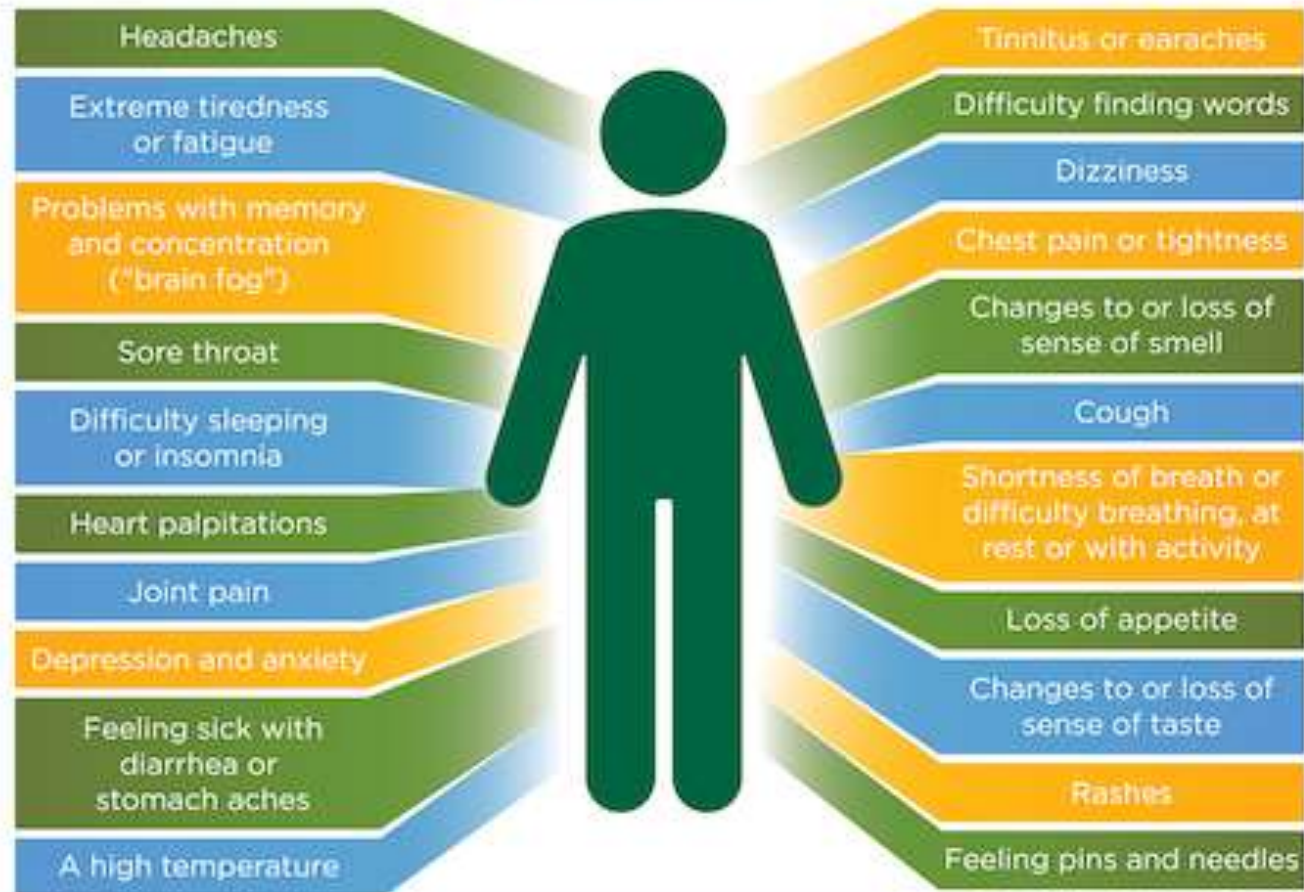 Headaches
Extreme tiredness
or fatigue
Problems with memory
and concentration
("brain fog")
Sore throat
Difficulty sleeping
or insomnia
Heart palpitations
Joint pain
Depression and anxiety
Feeling sick with
diarrhea or
stomach aches
A high temperature
Tinnitus or earaches
Difficulty finding words
Dizziness
Chest pain or tightness
Changes to or loss of
sense of smell
Cough
Shortness of breath or
difficulty breathing, at
rest or with activity
Loss of appetite
Changes to or loss of
sense of taste
Rashes
Feeling pins and needles